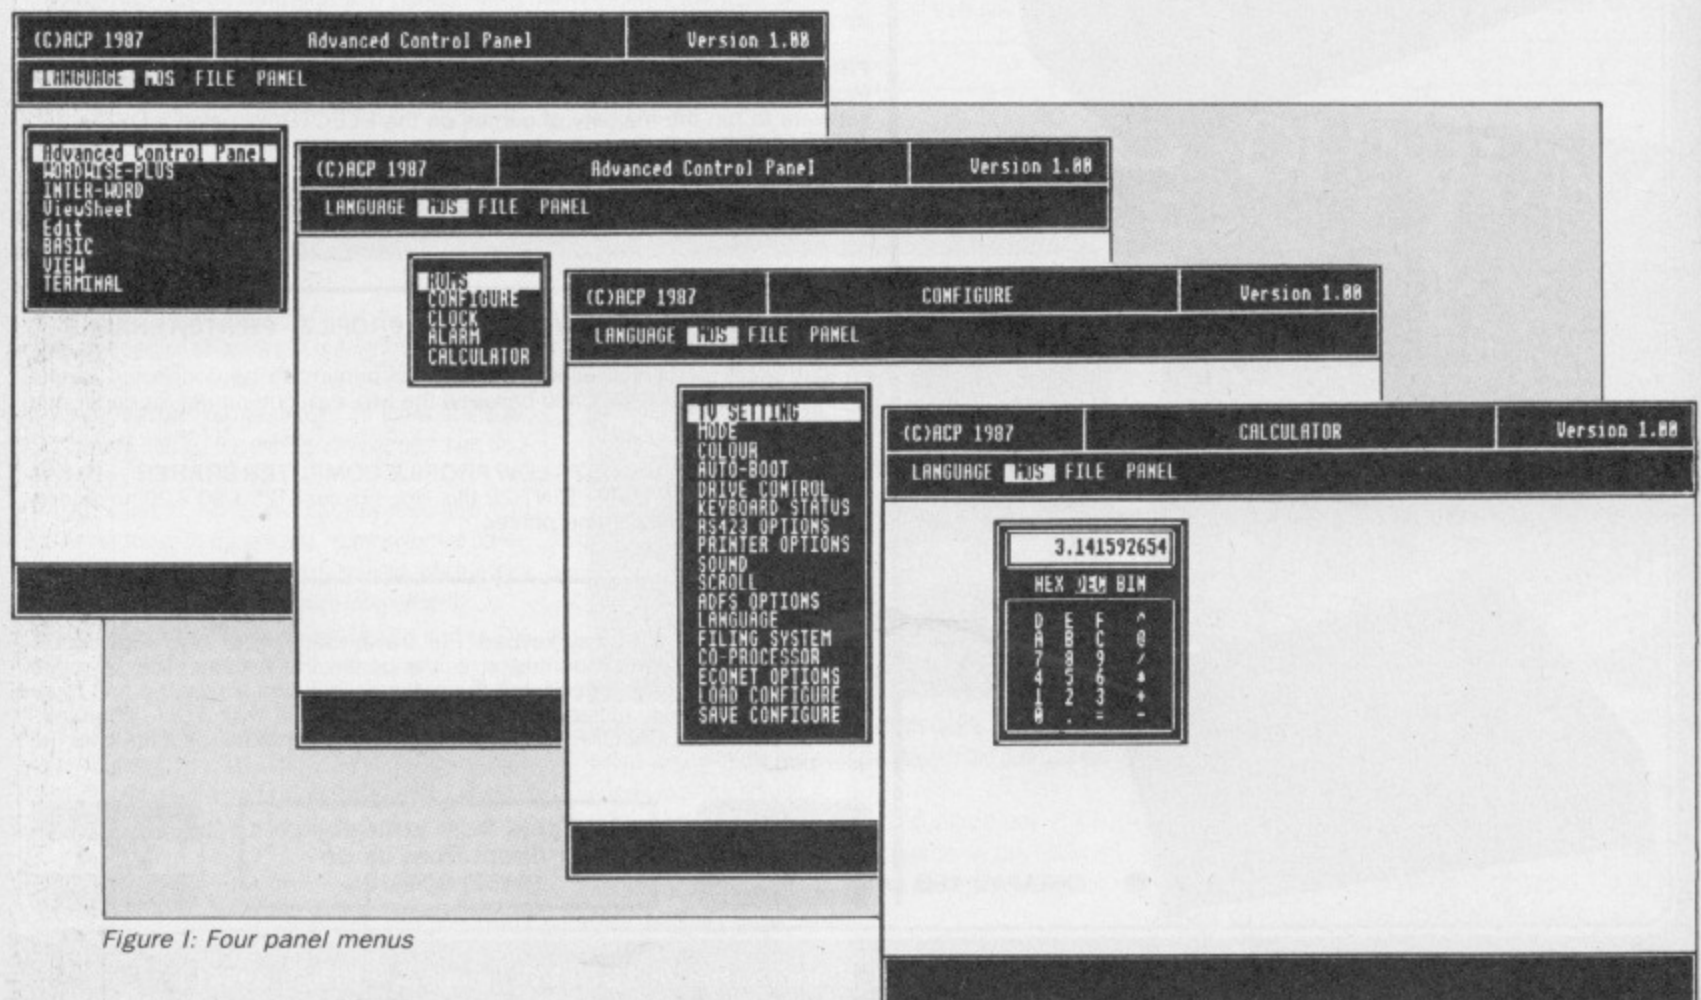 (C)ACP 1987 Advanced Control Panel Version 1.00
LANGUAGE MOS FILE PANEL
Advanced Control Panel
WORDWISE-PLUS
INTER-WORD
ViewSheet
Edit
BASIC
VIEW
TERMINAL
(C)ACP 1987 Advanced Control Panel Version 1.00
LANGUAGE MOS FILE PANEL
ROMS
CONFIGURE
CLOCK
ALARM
CALCULATOR
(C)ACP 1987 CONFIGURE Version 1.00
LANGUAGE MOS FILE PANEL
TV SETTING
MODE
COLOUR
AUTO-BOOT
DRIVE CONTROL
KEYBOARD STATUS
RS423 OPTIONS
PRINTER OPTIONS
SOUND
SCROLL
ADFS OPTIONS
LANGUAGE
FILING SYSTEM
CO-PROCESSOR
ECONET OPTIONS
LOAD CONFIGURE
SAVE CONFIGURE
(C)ACP 1987 CALCULATOR Version 1.00
LANGUAGE MOS FILE PANEL
3.141592654
HEX DEC BIN
D E F ^
A B C @
7 8 9 /
4 5 6 *
1 2 3 +
0 . = -
Figure 1: Four panel menus